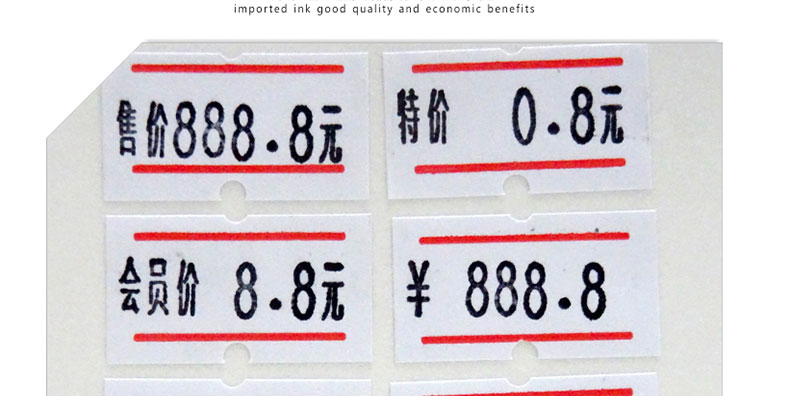 imported ink good quality and economic benefits
售价888.8元
特价 0.8元
会员价 8.8元
¥ 888.8